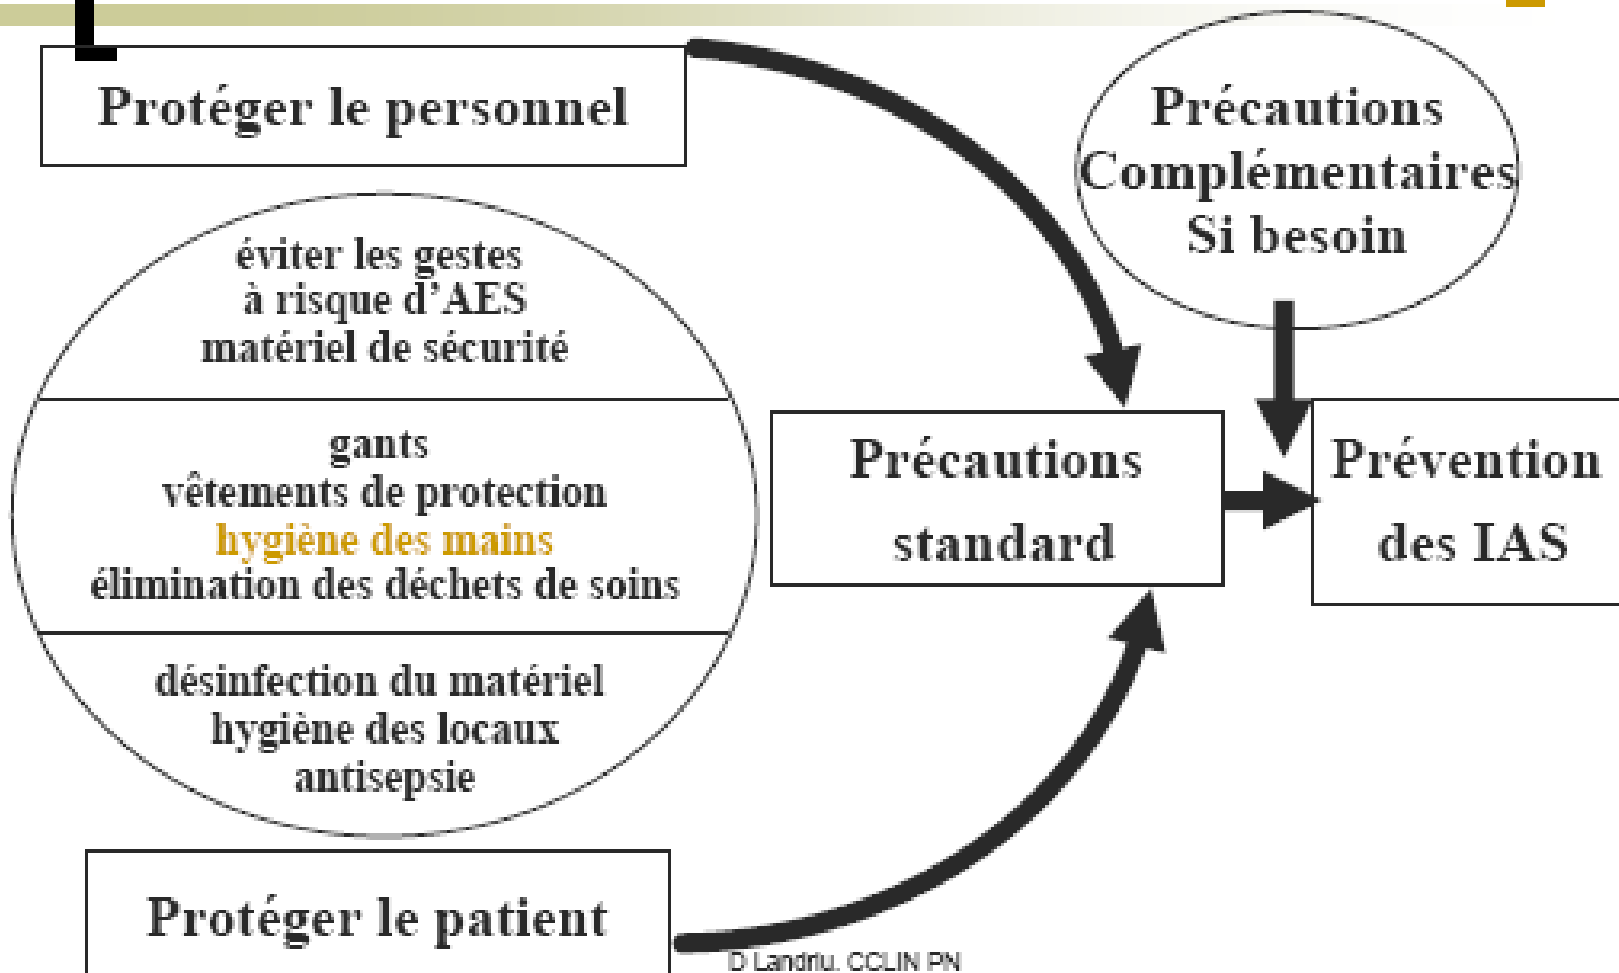 Protéger le personnel
éviter les gestes
à risque d’AES
matériel de sécurité
gants
vêtements de protection
hygiène des mains
élimination des déchets de soins
désinfection du matériel
hygiène des locaux
antisepsie
Protéger le patient
Précautions
Complémentaires
Si besoin
Précautions
standard
Prévention
des IAS
D Landriu, CCLIN PN